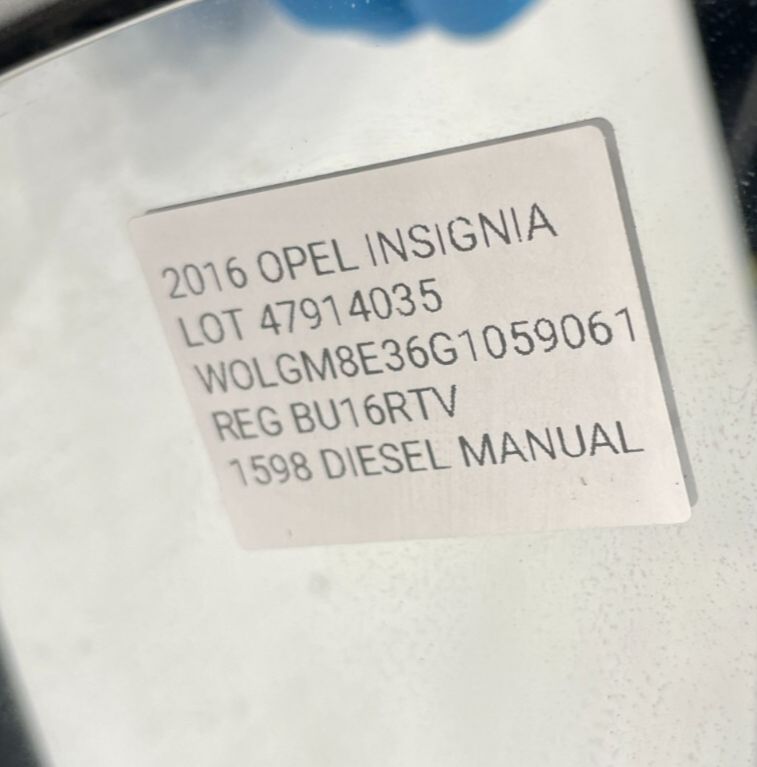 2016 OPEL INSIGNIA
LOT 47914035
WOLGM8E36G1059061
REG BU16RTV
1598 DIESEL MANUAL